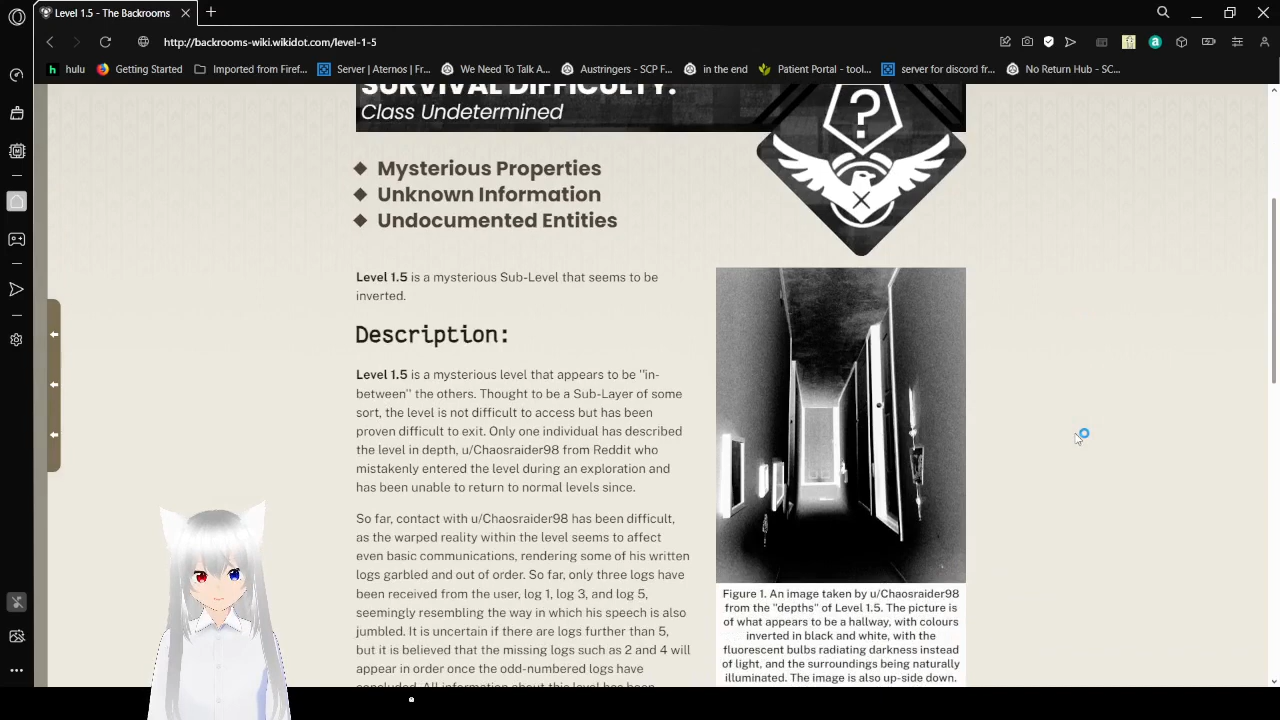 Level 1.5 - The Backrooms
http://backrooms-wiki.wikidot.com/level-1-5
hulu
Getting Started
Imported from Firef...
Server | Aternos | Fr...
We Need To Talk A...
Austringers - SCP F...
in the end
Patient Portal - tool...
server for discord fr...
No Return Hub - SC...
SURVIVAL DIFFICULTY:
Class Undetermined
Mysterious Properties
Unknown Information
Undocumented Entities
Level 1.5 is a mysterious Sub-Level that seems to be
inverted.
Description:
Level 1.5 is a mysterious level that appears to be "in-
between" the others. Thought to be a Sub-Layer of some
sort, the level is not difficult to access but has been
proven difficult to exit. Only one individual has described
the level in depth, u/Chaosraider98 from Reddit who
mistakenly entered the level during an exploration and
has been unable to return to normal levels since.
So far, contact with u/Chaosraider98 has been difficult,
as the warped reality within the level seems to affect
even basic communications, rendering some of his written
logs garbled and out of order. So far, only three logs have
been received from the user, log 1, log 3, and log 5,
seemingly resembling the way in which his speech is also
jumbled. It is uncertain if there are logs further than 5,
but it is believed that the missing logs such as 2 and 4 will
appear in order once the odd-numbered logs have
concluded. All information about this level has been
Figure 1. An image taken by u/Chaosraider98
from the "depths" of Level 1.5. The picture is
of what appears to be a hallway, with colours
inverted in black and white, with the
fluorescent bulbs radiating darkness instead
of light, and the surroundings being naturally
illuminated. The image is also up-side down.